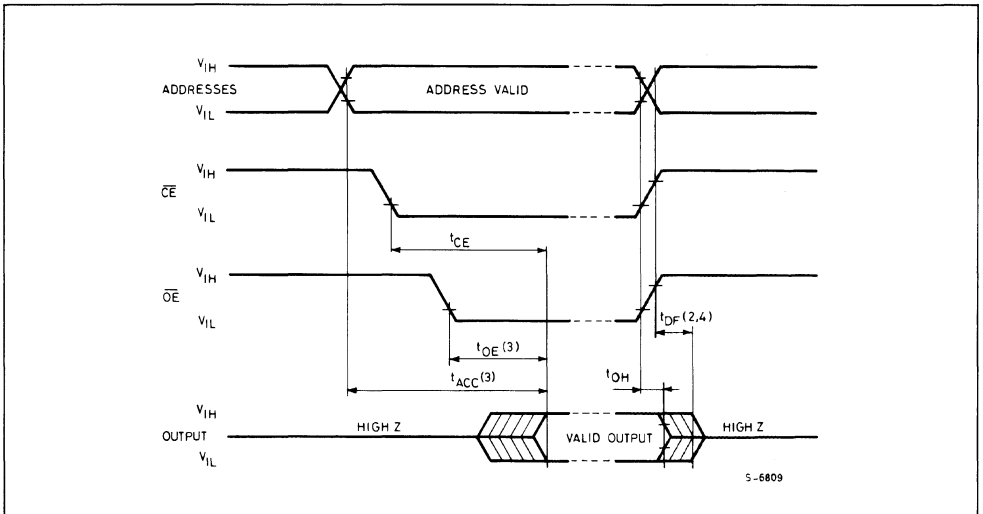 VIH
ADDRESSES ADDRESS VALID
VIL
VIH
CE
VIL
tCE
VIH
OE
VIL
tDF(2,4)
tOE(3)
tACC(3)
tOH
VIH
OUTPUT HIGH Z VALID OUTPUT HIGH Z
VIL
S-6809